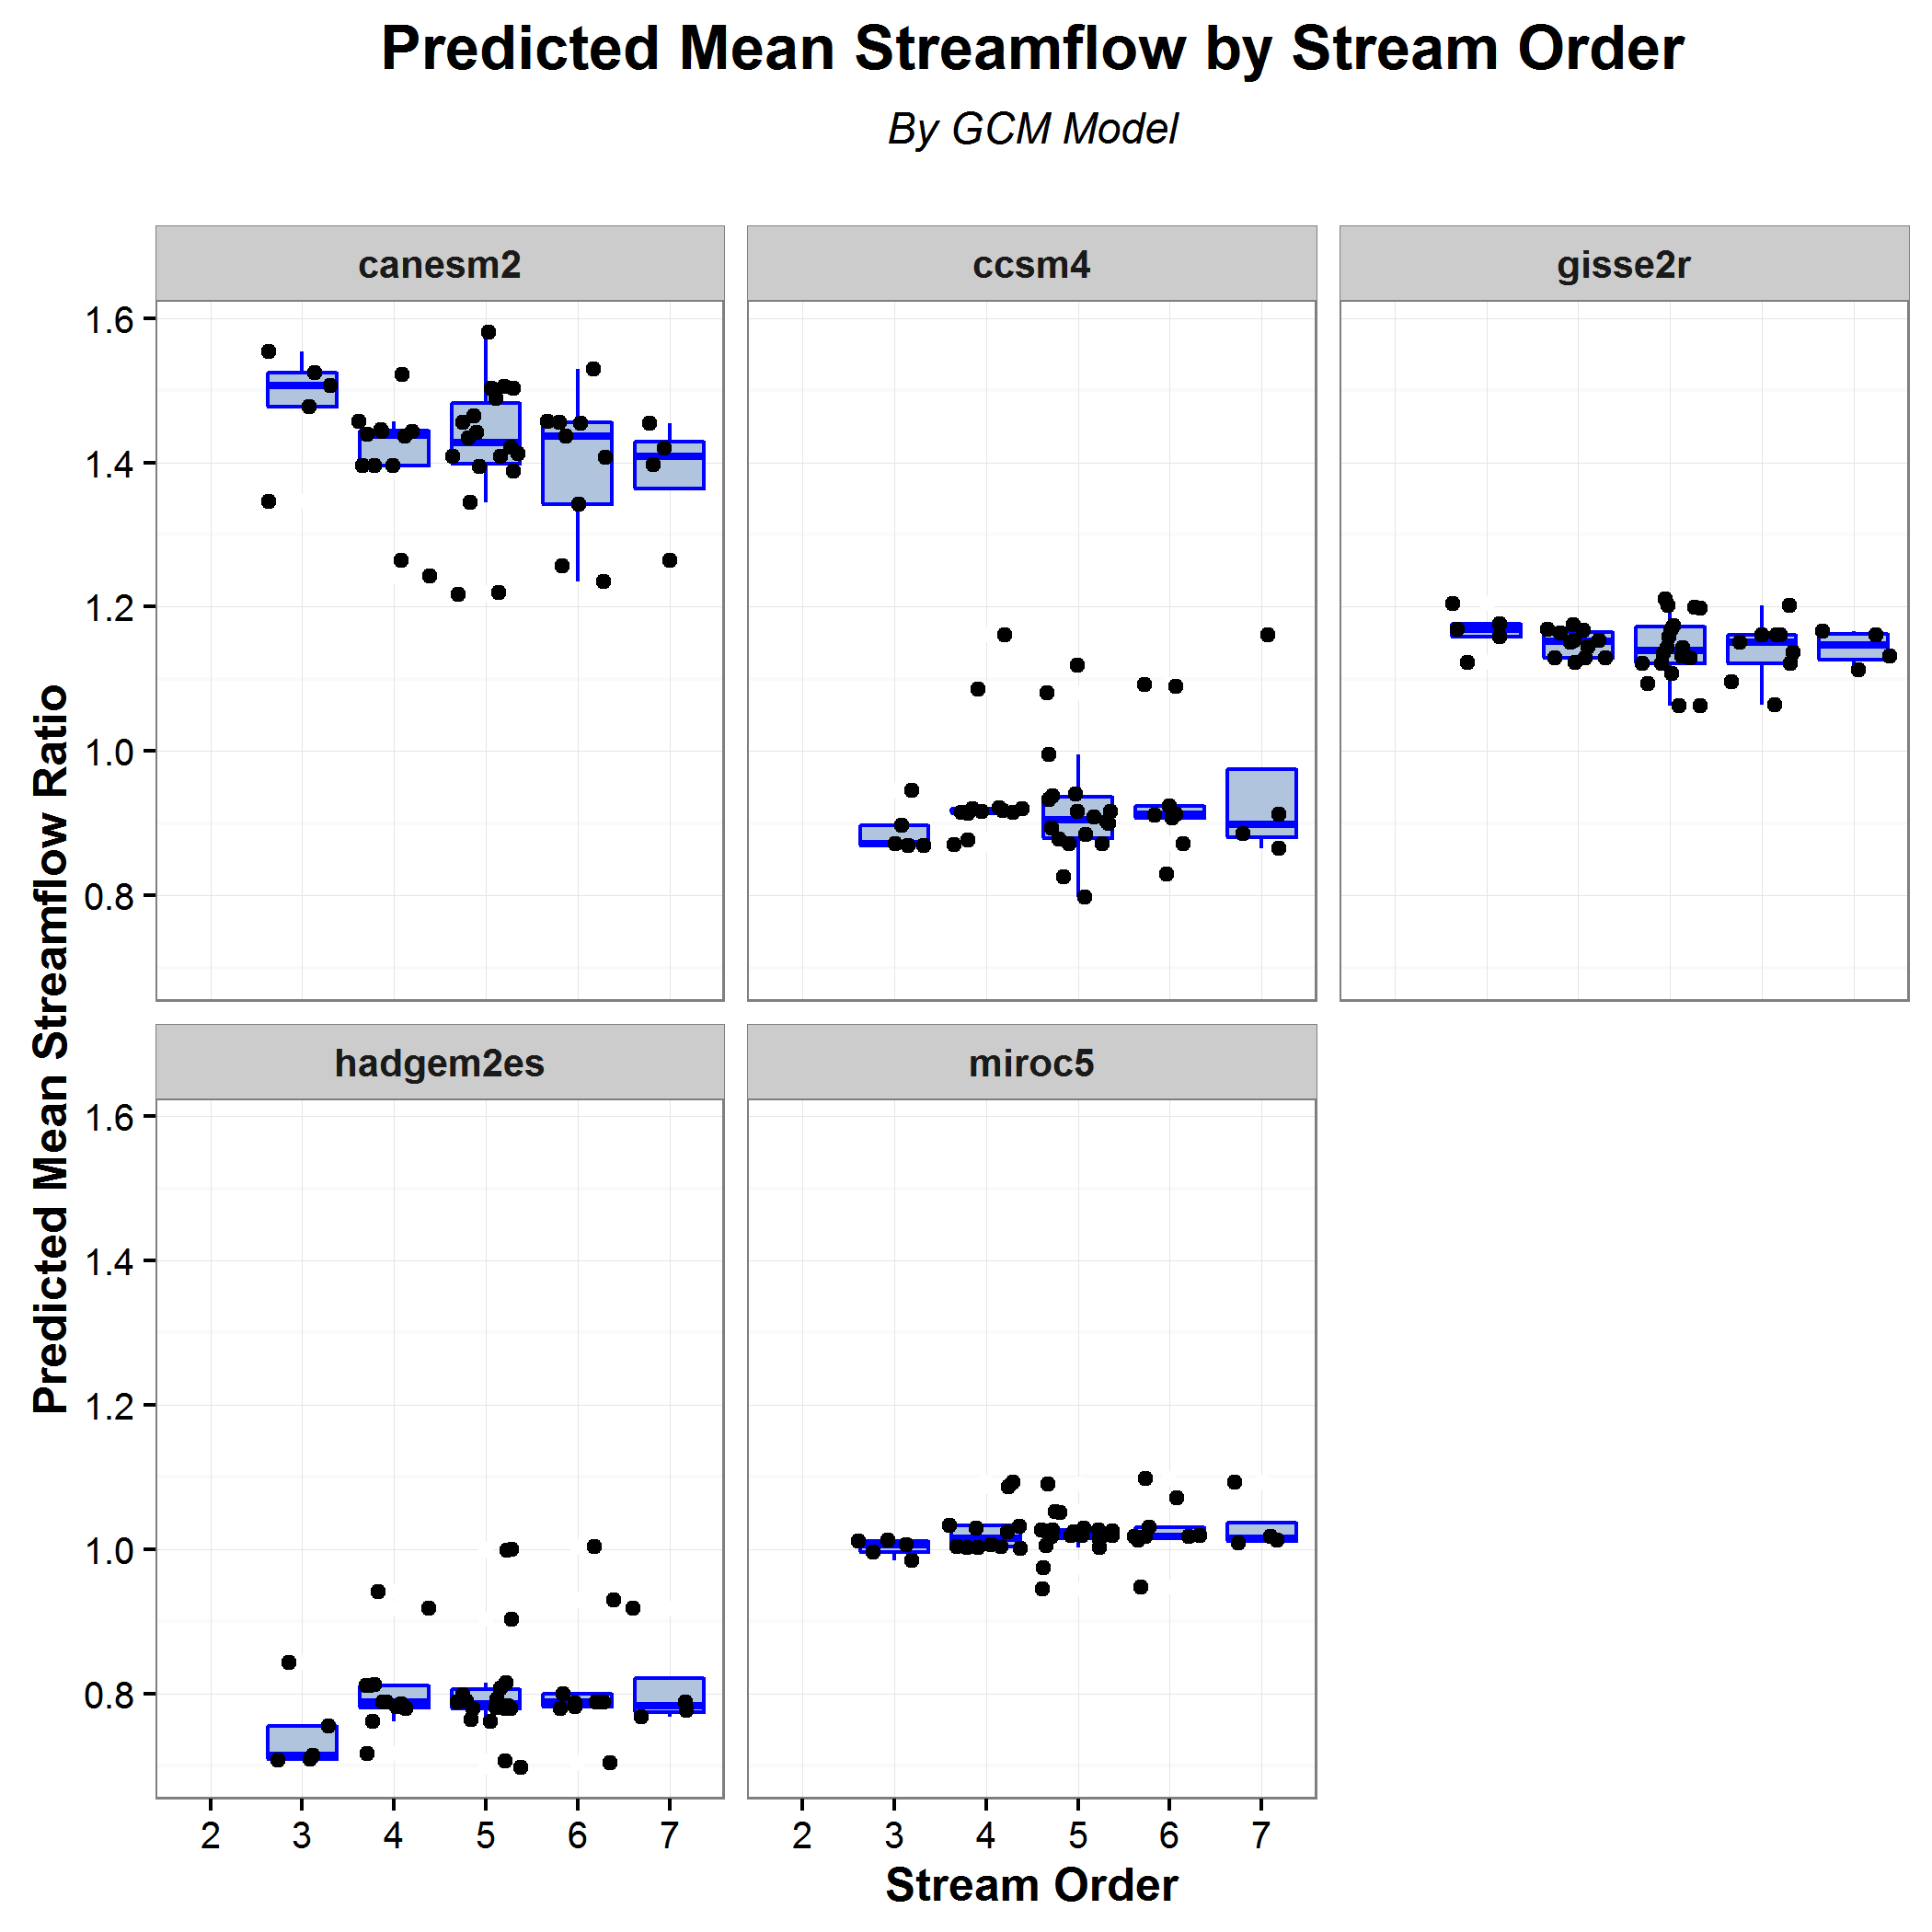 Predicted Mean Streamflow by Stream Order
By GCM Model
canesm2
ccsm4
gisse2r
1.6
1.4
1.2
1.0
0.8
Predicted Mean Streamflow Ratio
hadgem2es
miroc5
1.6
1.4
1.2
1.0
0.8
2 3 4 5 6 7
2 3 4 5 6 7
Stream Order